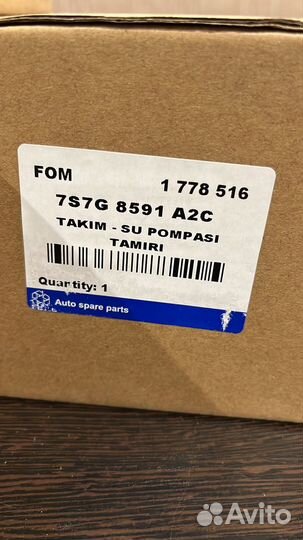 FOM 1 778 516
7S7G 8591 A2C
TAKIM - SU POMPASI
TAMIRI
Quantity: 1
Auto spare parts
Avito